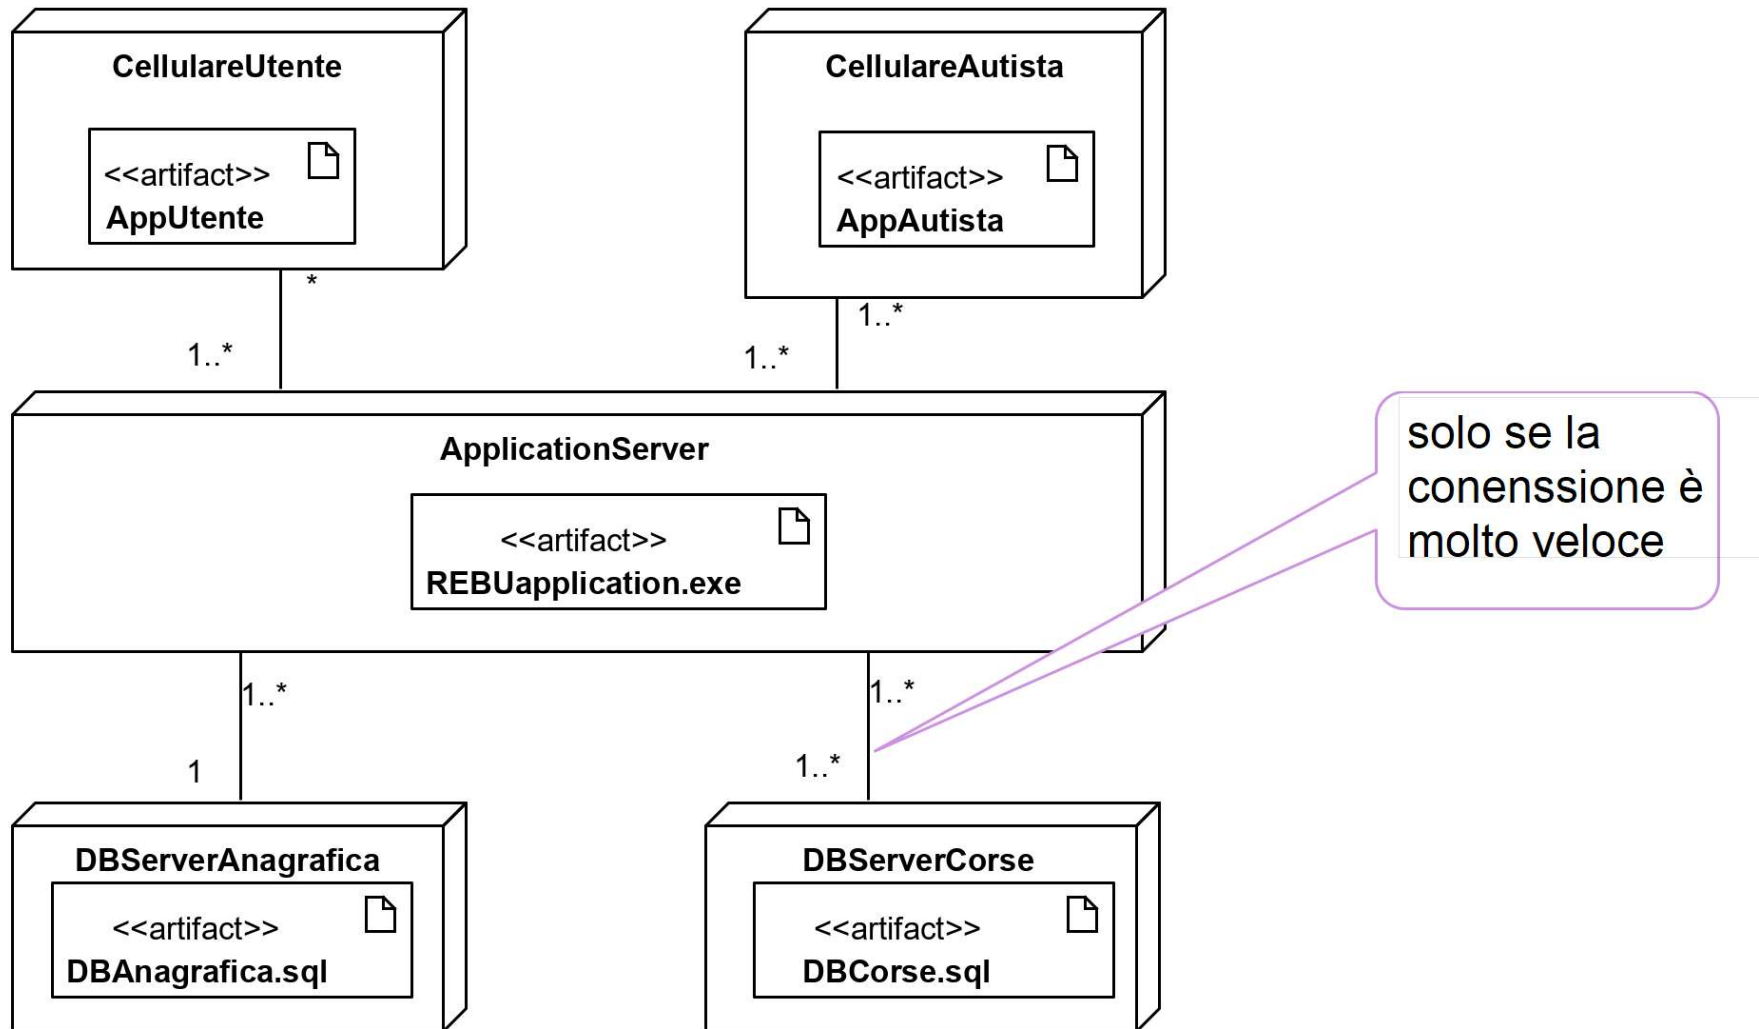 CellulareUtente
<<artifact>>
AppUtente
CellulareAutista
<<artifact>>
AppAutista
*
1..*
1..*
1..*
ApplicationServer
<<artifact>>
REBUapplication.exe
solo se la
conenssione è
molto veloce
1..*
1
1..*
1..*
DBServerAnagrafica
<<artifact>>
DBAnagrafica.sql
DBServerCorse
<<artifact>>
DBCorse.sql